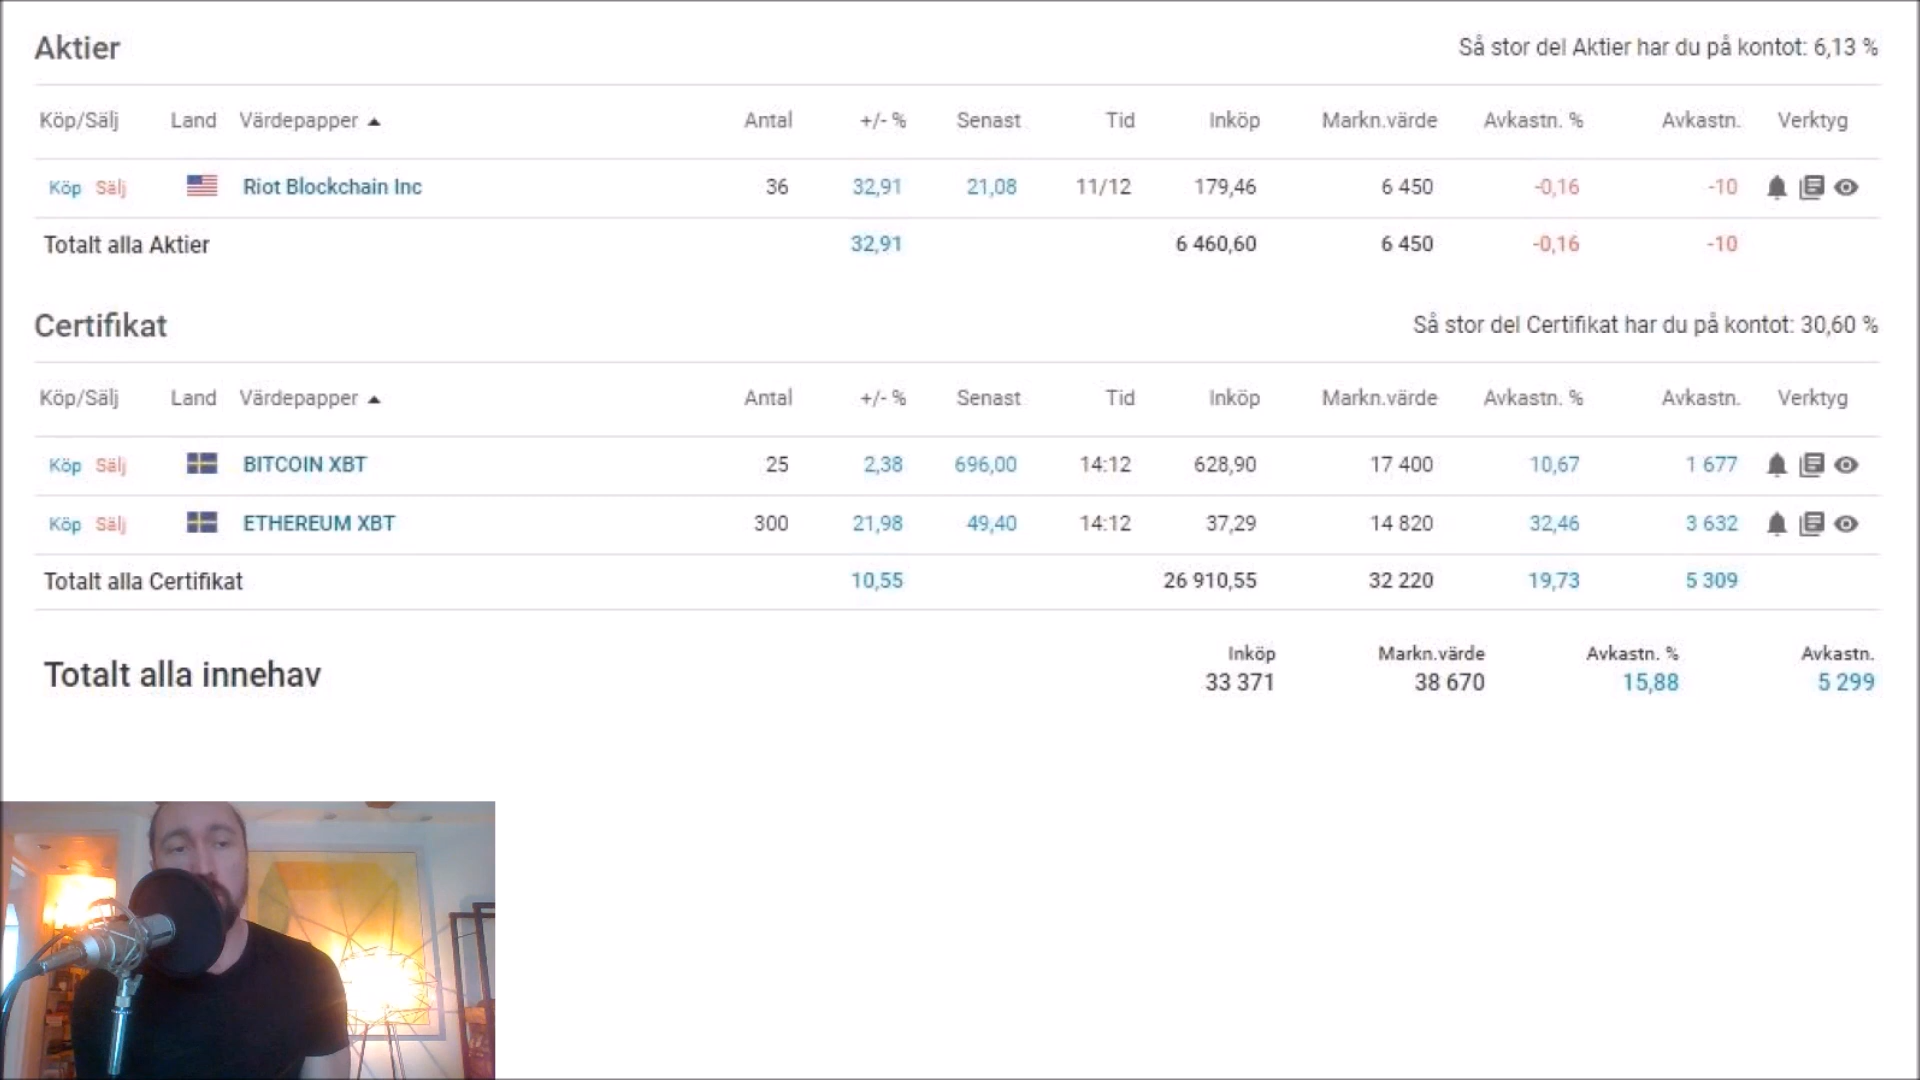 Aktier Så stor del Aktier har du på kontot: 6,13 %
Köp/Sälj Land Värdepapper ▲ Antal +/- % Senast Tid Inköp Markn.värde Avkastn. % Avkastn. Verktyg
Köp Sälj Riot Blockchain Inc 36 32,91 21,08 11/12 179,46 6 450 -0,16 -10
Totalt alla Aktier 32,91 6 460,60 6 450 -0,16 -10
Certifikat Så stor del Certifikat har du på kontot: 30,60 %
Köp/Sälj Land Värdepapper ▲ Antal +/- % Senast Tid Inköp Markn.värde Avkastn. % Avkastn. Verktyg
Köp Sälj BITCOIN XBT 25 2,38 696,00 14:12 628,90 17 400 10,67 1 677
Köp Sälj ETHEREUM XBT 300 21,98 49,40 14:12 37,29 14 820 32,46 3 632
Totalt alla Certifikat 10,55 26 910,55 32 220 19,73 5 309
Inköp Markn.värde Avkastn. % Avkastn.
Totalt alla innehav 33 371 38 670 15,88 5 299